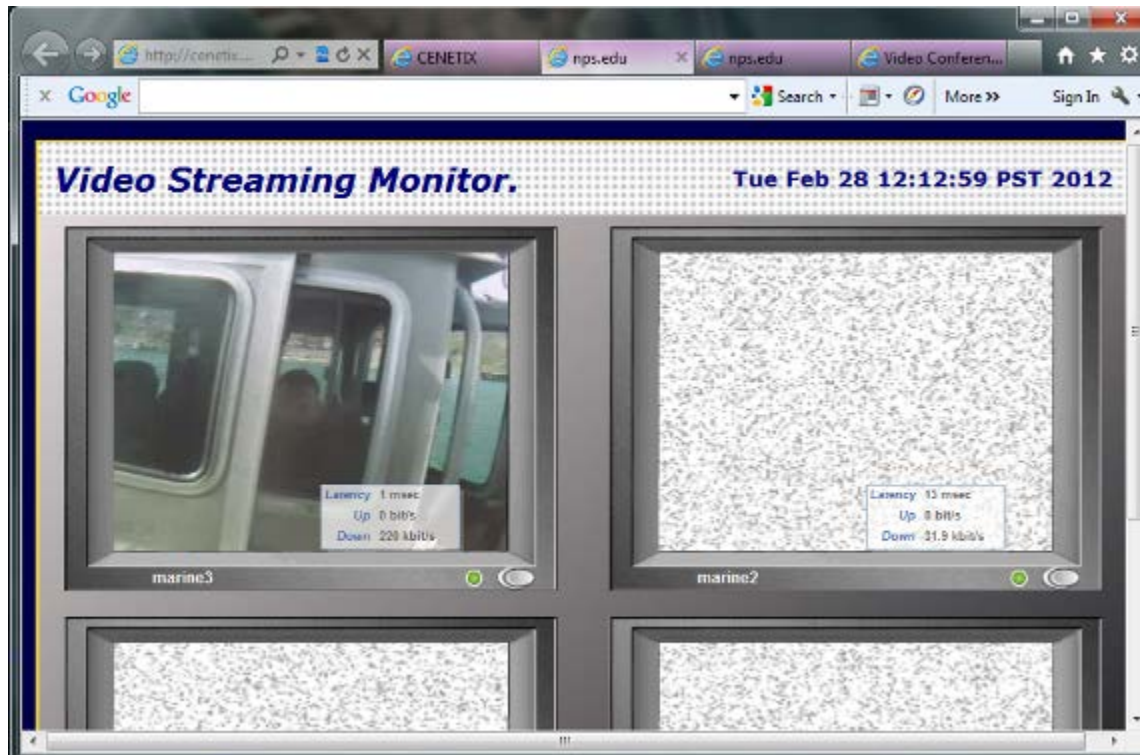 http://cenetix....
CENETIX
nps.edu
nps.edu
Video Conferen...
x Google
Search
More »
Sign In
Video Streaming Monitor.
Tue Feb 28 12:12:59 PST 2012
Latency 1 msec
Up 0 bit/s
Down 220 kbit/s
marine3
Latency 13 msec
Up 0 bit/s
Down 31.9 kbit/s
marine2